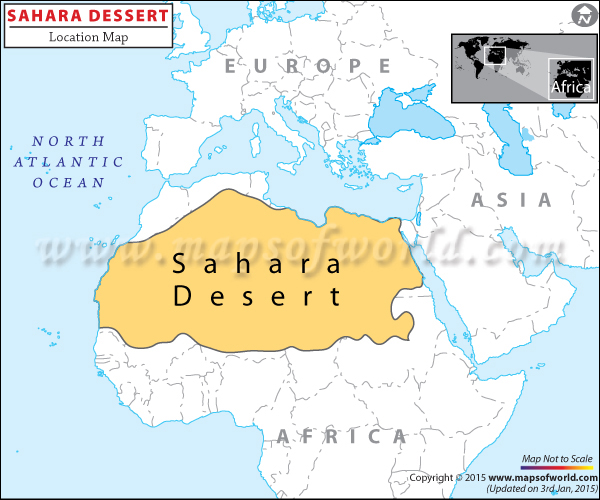 SAHARA DESSERT
Location Map
N
EUROPE
Africa
NORTH
ATLANTIC
OCEAN
ASIA
www.mapsofworld.com
Sahara
Desert
AFRICA
Map Not to Scale
Copyright © 2015 www.mapsofworld.com
(Updated on 3rd Jan, 2015)